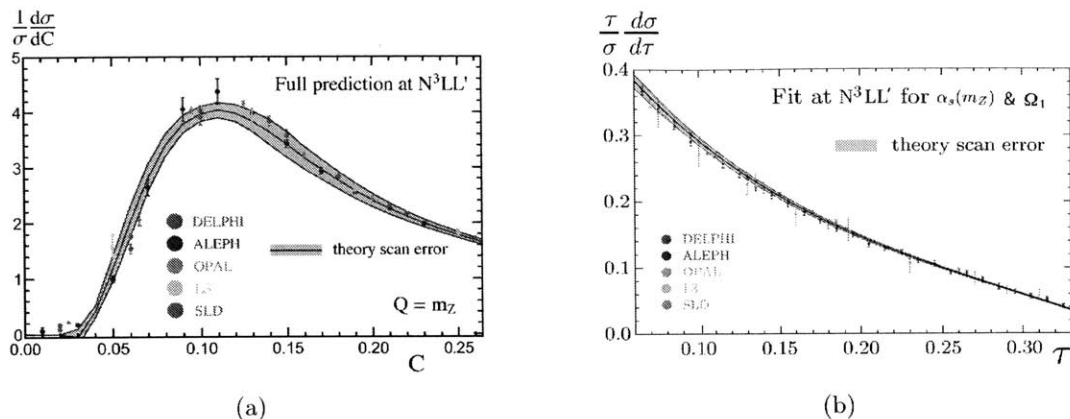 1/σ dσ/dC
5
4
3
2
1
0
0.00 0.05 0.10 0.15 0.20 0.25
C
Full prediction at N³LL′
DELPHI
ALEPH
OPAL
L3
SLD
theory scan error
Q = m_Z
(a)
τ/σ dσ/dτ
0.4
0.3
0.2
0.1
0.0
0.10 0.15 0.20 0.25 0.30
τ
Fit at N³LL′ for α_s(m_Z) & Ω₁
theory scan error
DELPHI
ALEPH
OPAL
L3
SLD
(b)